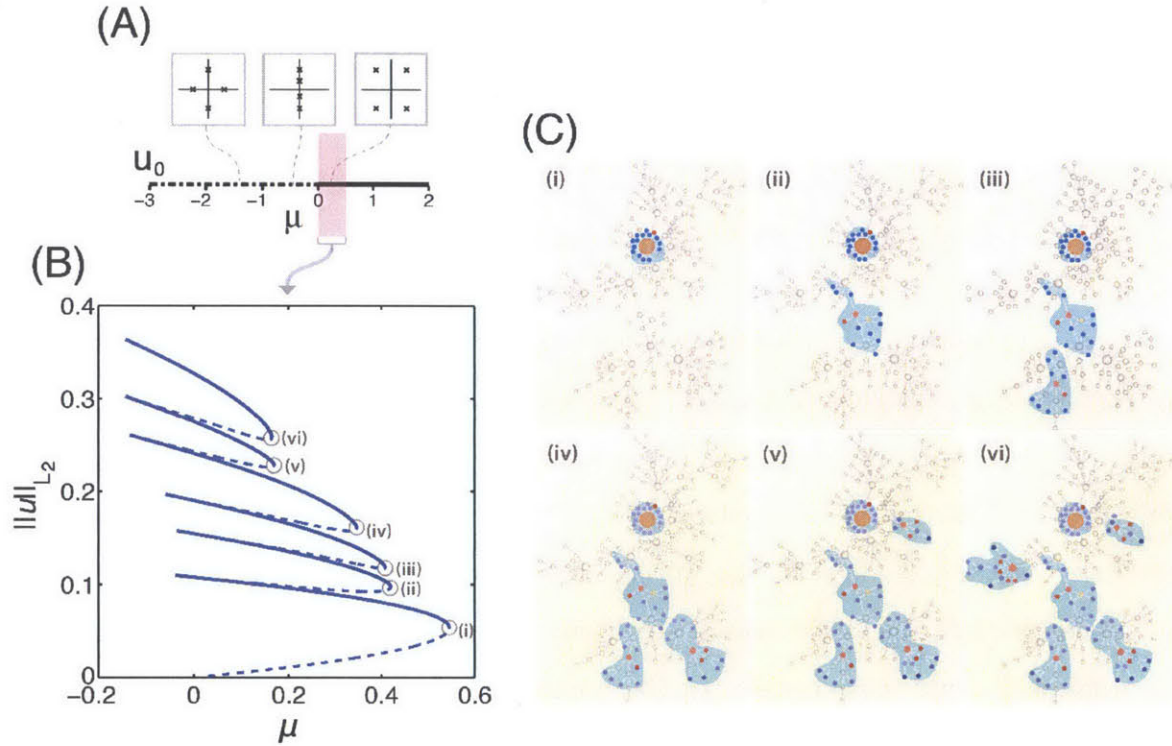 (A)
u₀
-3 -2 -1 0 1 2
μ
(B)
0.4
0.3
0.2
0.1
0
||u||L₂
-0.2 0 0.2 0.4 0.6
μ
(vi)
(v)
(iv)
(iii)
(ii)
(i)
(C)
(i) (ii) (iii)
(iv) (v) (vi)